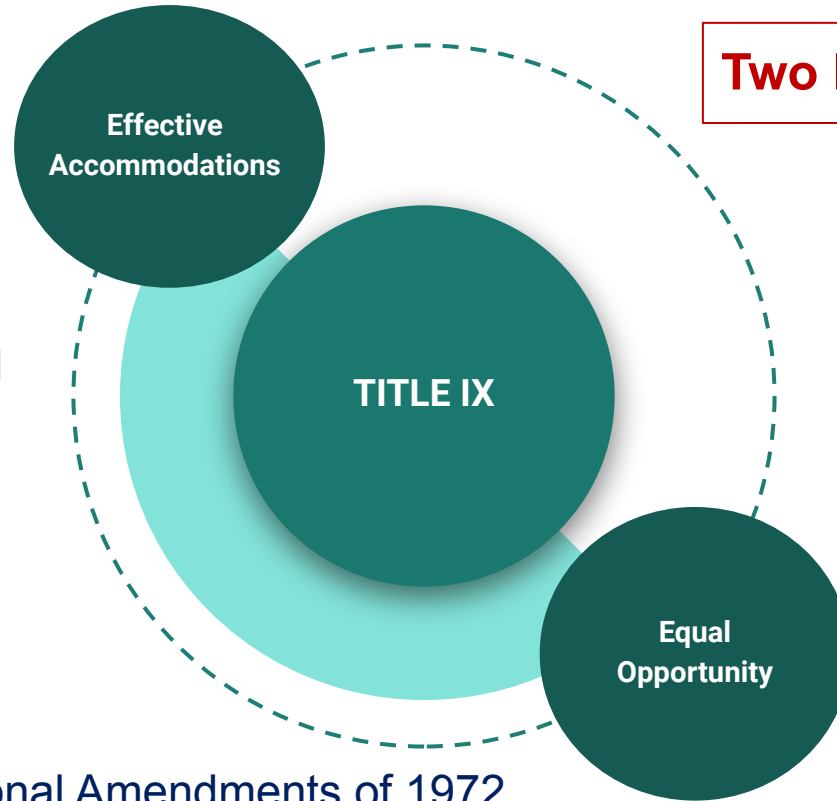 Two
Effective
Accommodations
TITLE IX
Equal
Opportunity
onal Amendments of 1972